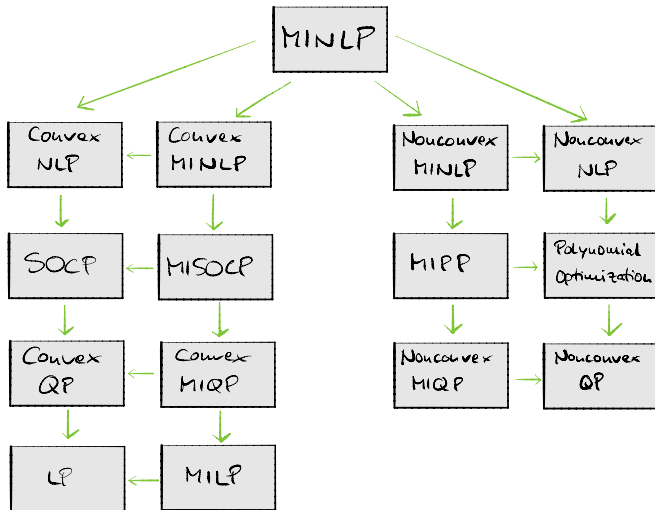 MINLP
Convex
NLP
Convex
MINLP
Nonconvex
MINLP
Nonconvex
NLP
SOCP
MISOCP
MIPP
Polynomial
Optimization
Convex
QP
Convex
MIQP
Nonconvex
MIQP
Nonconvex
QP
LP
MILP